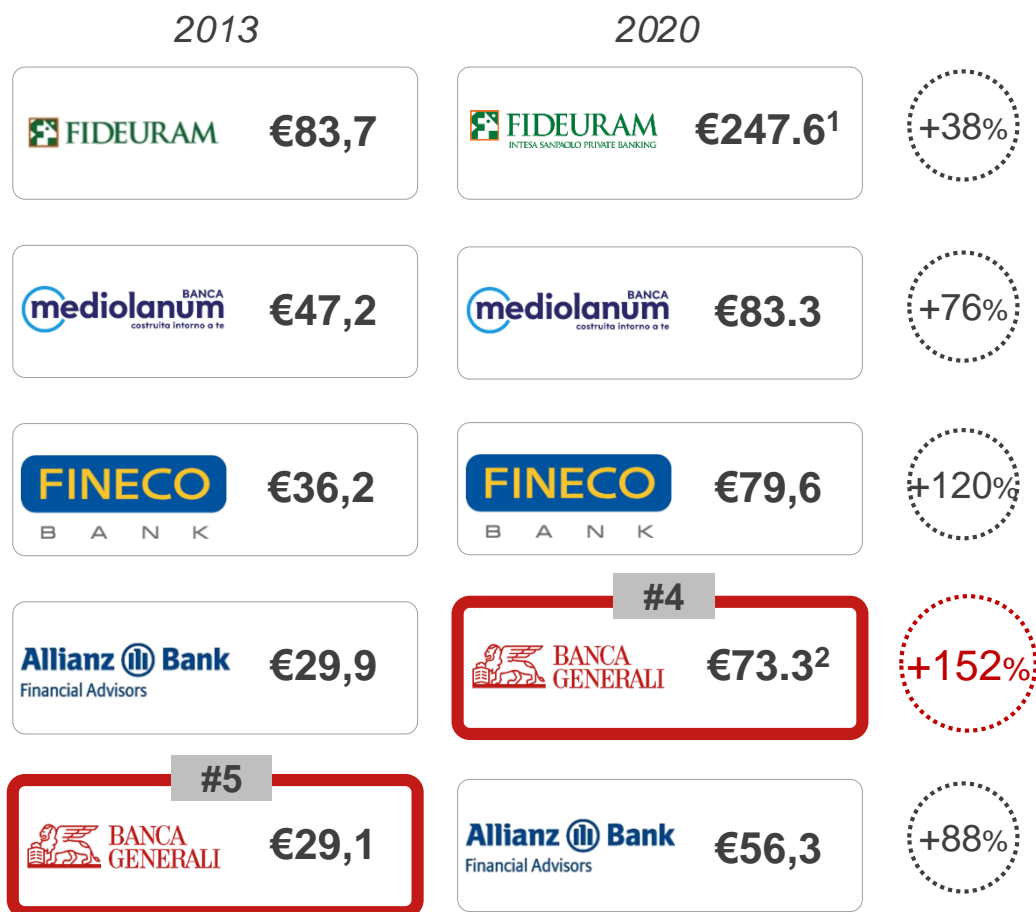 2013
2020
FIDEURAM €83,7
FIDEURAM
INTESA SANPAOLO PRIVATE BANKING
€247.6¹
+38%
BANCA
mediolanum
costruita intorno a te
€47,2
BANCA
mediolanum
costruita intorno a te
€83.3
+76%
FINECO
BANK
€36,2
FINECO
BANK
€79,6
+120%
Allianz Bank
Financial Advisors
€29,9
#4
BANCA
GENERALI
€73.3²
+152%
#5
BANCA
GENERALI
€29,1
Allianz Bank
Financial Advisors
€56,3
+88%